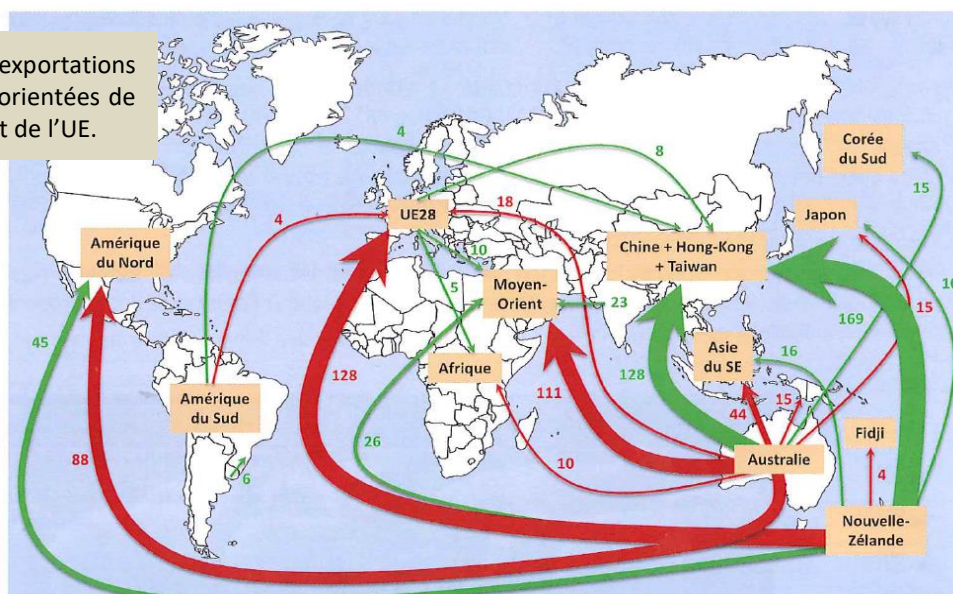 exportations
orientées de
t de l'UE.
4
8
Corée
du Sud
15
4
UE28
18
Japon
Amérique
du Nord
10
Chine + Hong-Kong
+ Taiwan
5
Moyen-
Orient
23
15
45
169
128
Afrique
111
128
Asie
du SE
16
Amérique
du Sud
15
44
Fidji
88
26
10
Australie
4
6
Nouvelle-
Zélande